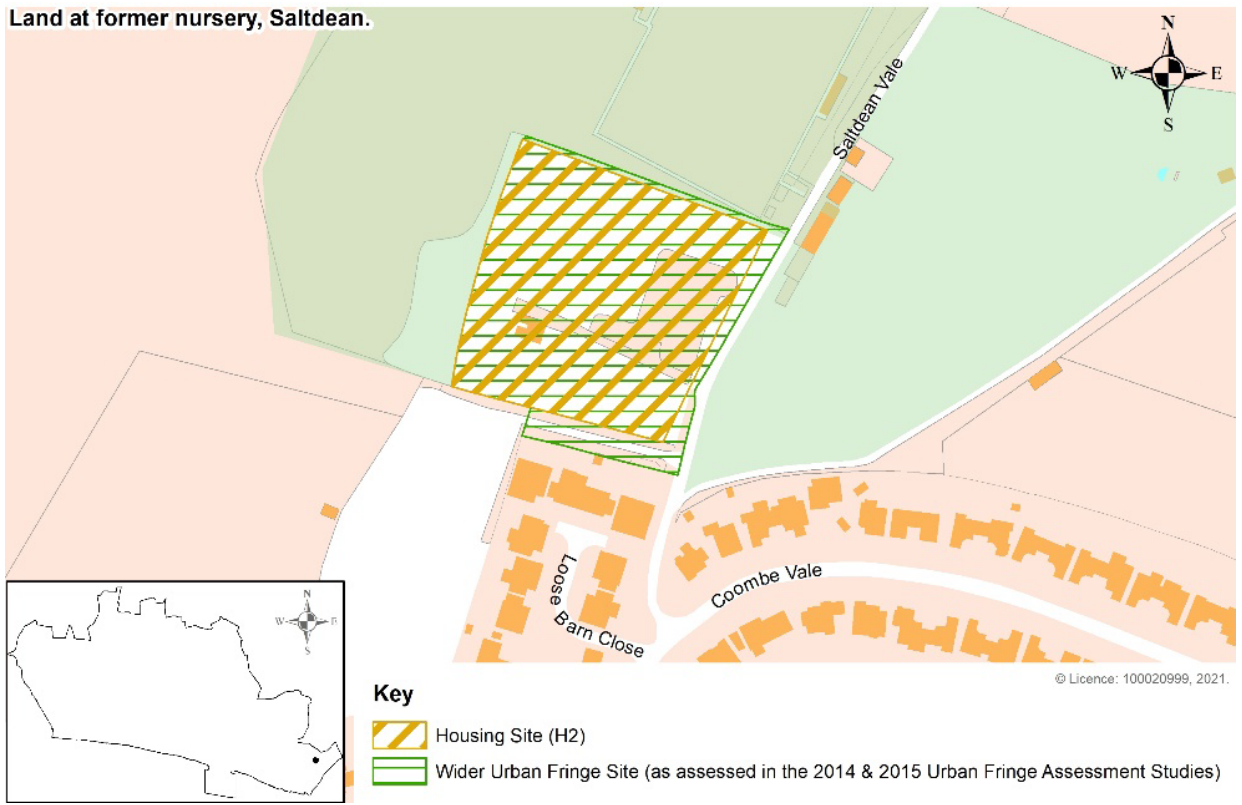 Land at former nursery, Saltdean.
N
W E
S
Saltdean Vale
Coombe Vale
Loose
Barn Close
© Licence: 100020999, 2021.
N
W E
S
Key
Housing Site (H2)
Wider Urban Fringe Site (as assessed in the 2014 & 2015 Urban Fringe Assessment Studies)